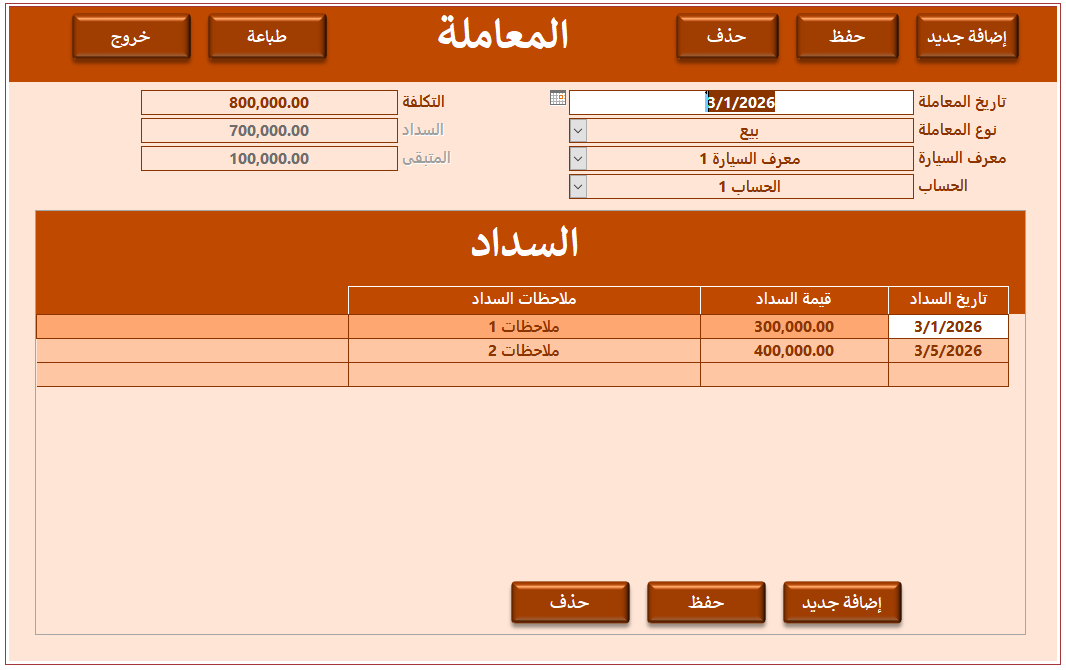 إضافة جديد حفظ حذف المعاملة طباعة خروج
تاريخ المعاملة 3/1/2026 التكلفة 800,000.00
نوع المعاملة بيع السداد 700,000.00
معرف السيارة معرف السيارة 1 المتبقى 100,000.00
الحساب الحساب 1
السداد
تاريخ السداد قيمة السداد ملاحظات السداد
3/1/2026 300,000.00 ملاحظات 1
3/5/2026 400,000.00 ملاحظات 2
إضافة جديد حفظ حذف